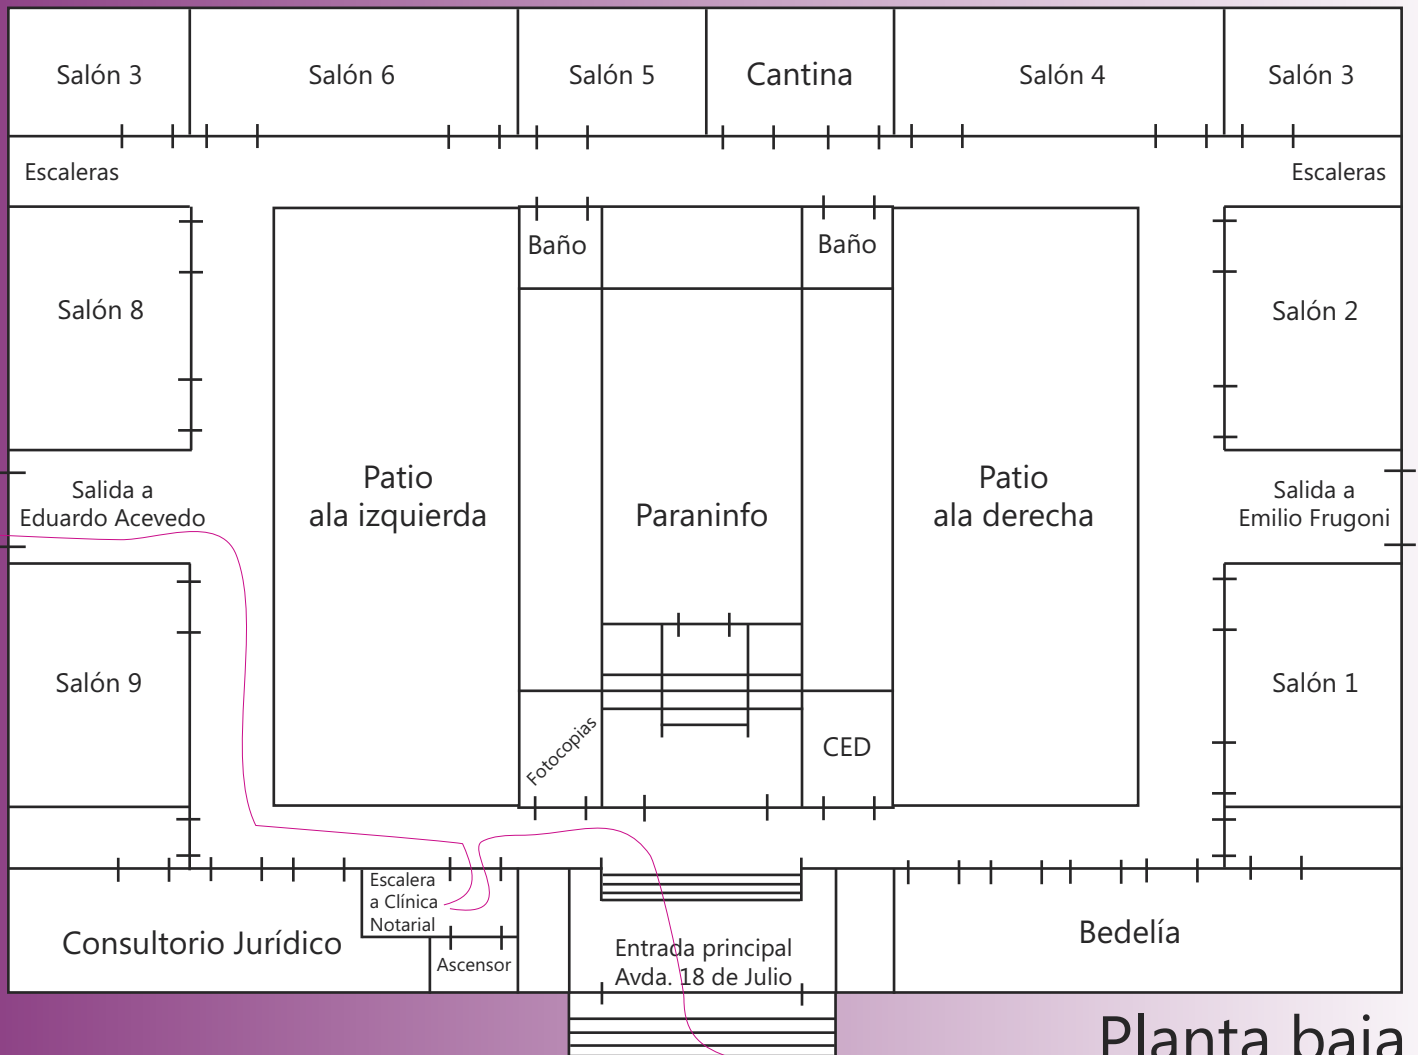 Salón 3
Salón 6
Salón 5
Cantina
Salón 4
Salón 3
Escaleras
Escaleras
Baño
Baño
Salón 8
Salón 2
Patio
ala izquierda
Paraninfo
Patio
ala derecha
Salida a
Eduardo Acevedo
Salida a
Emilio Frugoni
Salón 9
Salón 1
Fotocopias
CED
Escalera
a Clínica
Notarial
Consultorio Jurídico
Ascensor
Entrada principal
Avda. 18 de Julio
Bedelía
Planta baja